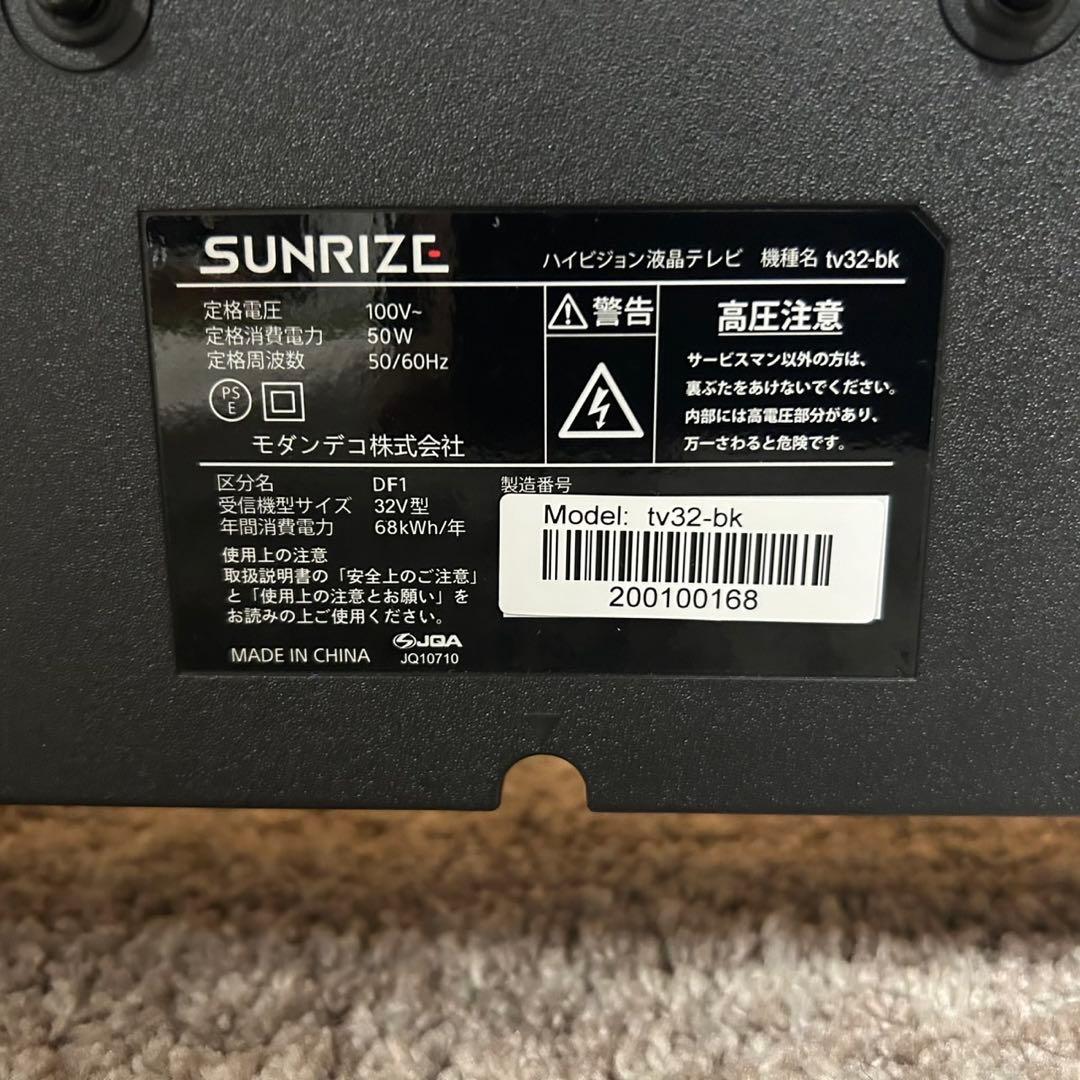 SUNRIZE
ハイビジョン液晶テレビ 機種名 tv32-bk
定格電圧 100V~
定格消費電力 50W
定格周波数 50/60Hz
PS
E
モダンデコ株式会社
警告
高圧注意
サービスマン以外の方は、
裏ぶたをあけないでください。
内部には高電圧部分があり、
万一さわると危険です。
区分名 DF1
受信機型サイズ 32V型
年間消費電力 68kWh/年
使用上の注意
取扱説明書の「安全上のご注意」
と「使用上の注意とお願い」を
お読みの上ご使用ください。
MADE IN CHINA
JQA
JQ10710
製造番号
Model: tv32-bk
200100168